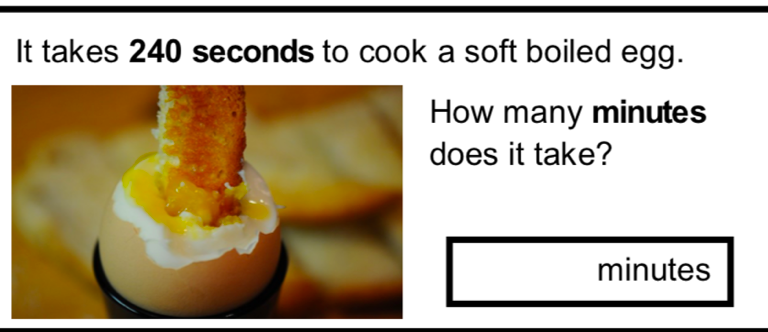 It takes 240 seconds to cook a soft boiled egg.
How many minutes
does it take?
minutes